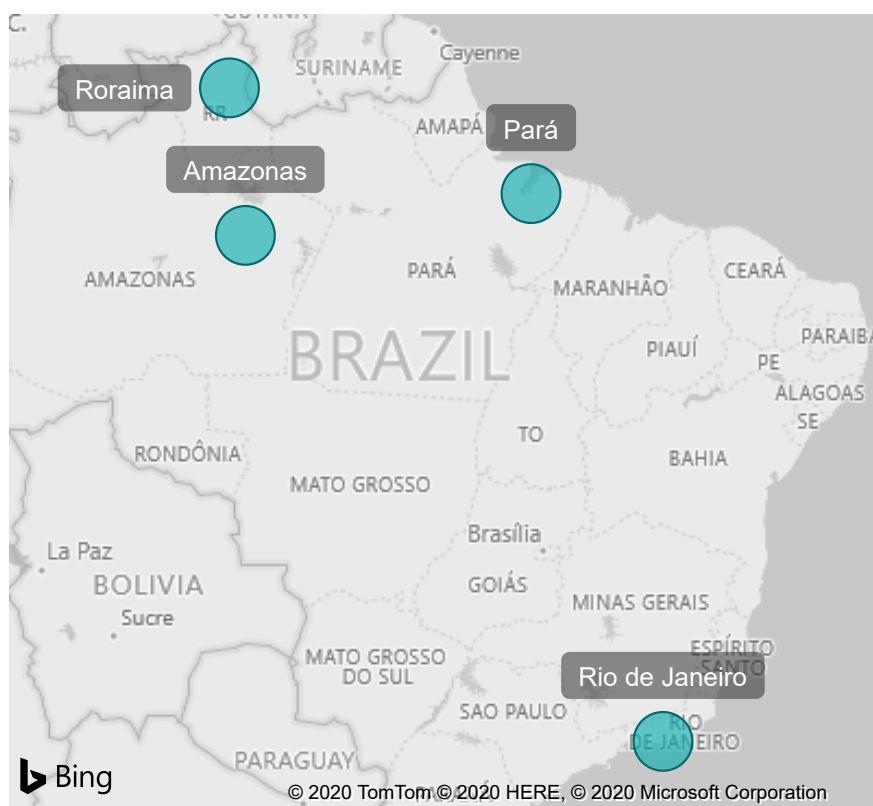 C.
GUYANA
Cayenne
SURINAME
Roraima
RR
AMAPÁ
Pará
Amazonas
AMAZONAS
PARÁ
MARANHÃO
CEARÁ
BRAZIL
PIAUÍ
PARAIBA
PE
ALAGOAS
SE
TO
RONDÔNIA
BAHIA
MATO GROSSO
Brasília
La Paz
BOLIVIA
GOIÁS
MINAS GERAIS
Sucre
ESPÍRITO
SANTO
MATO GROSSO
DO SUL
Rio de Janeiro
SAO PAULO
RIO
DE JANEIRO
PARAGUAY
Bing
© 2020 TomTom © 2020 HERE, © 2020 Microsoft Corporation